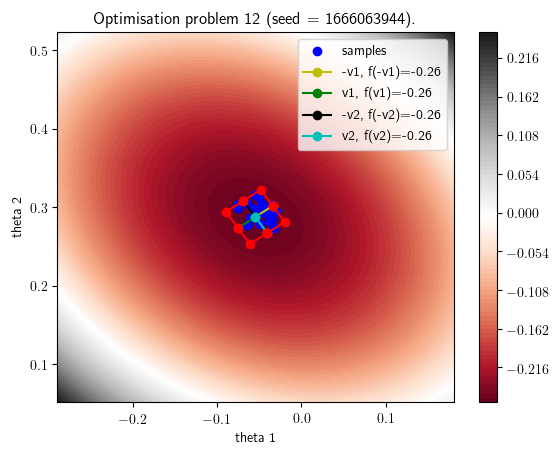 Optimisation problem 12 (seed = 1666063944).
samples
-v1, f(-v1)=-0.26
v1, f(v1)=-0.26
-v2, f(-v2)=-0.26
v2, f(v2)=-0.26
0.5
0.4
0.3
0.2
0.1
theta 2
−0.2
−0.1
0.0
0.1
theta 1
0.216
0.162
0.108
0.054
0.000
−0.054
−0.108
−0.162
−0.216